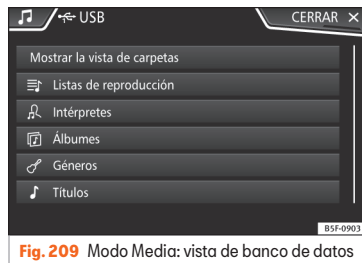 USB
CERRAR ×
Mostrar la vista de carpetas
Listas de reproducción
Intérpretes
Álbumes
Géneros
Títulos
B5F-0903
Fig. 209 Modo Media: vista de banco de datos